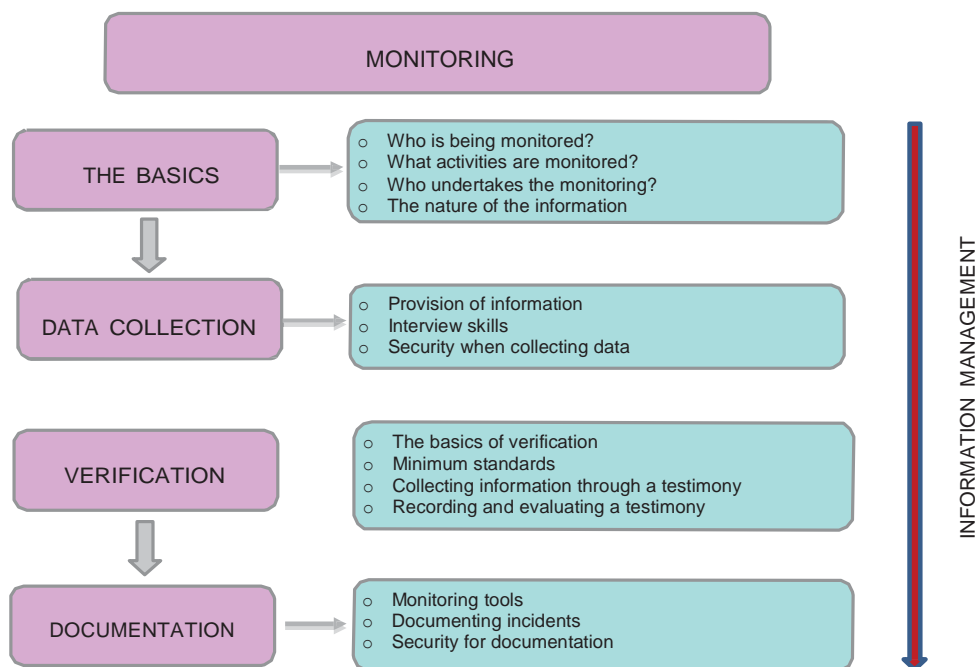 MONITORING
THE BASICS
o Who is being monitored?
o What activities are monitored?
o Who undertakes the monitoring?
o The nature of the information
DATA COLLECTION
o Provision of information
o Interview skills
o Security when collecting data
VERIFICATION
o The basics of verification
o Minimum standards
o Collecting information through a testimony
o Recording and evaluating a testimony
DOCUMENTATION
o Monitoring tools
o Documenting incidents
o Security for documentation
INFORMATION MANAGEMENT